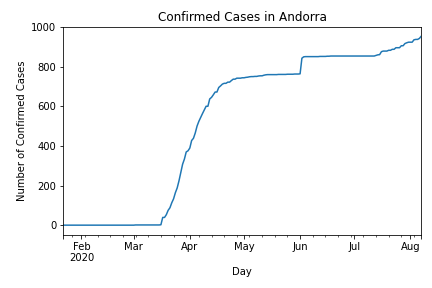 Confirmed Cases in Andorra
Number of Confirmed Cases
1000
800
600
400
200
0
Feb Mar Apr May Jun Jul Aug
2020
Day